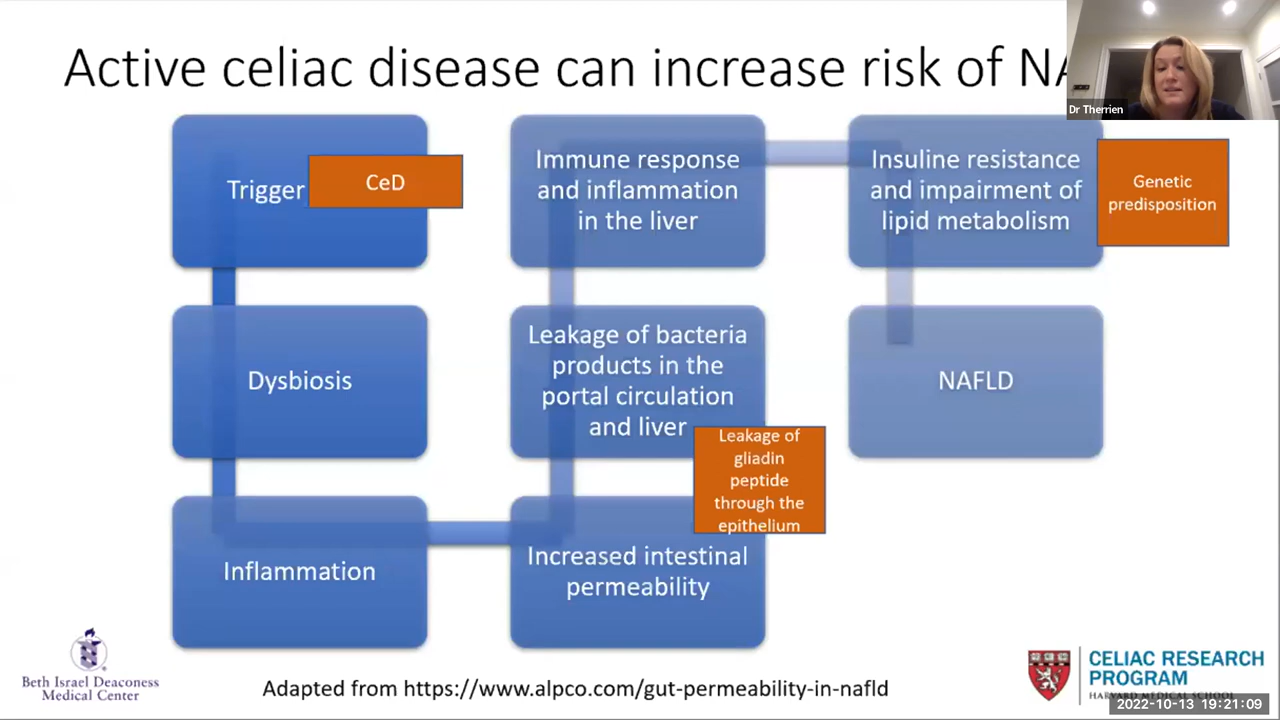 Active celiac disease can increase risk of NA
Dr Therrien
Trigger
CeD
Dysbiosis
Inflammation
Increased intestinal
permeability
Leakage of
gliadin
peptide
through the
epithelium
Leakage of bacteria
products in the
portal circulation
and liver
Immune response
and inflammation
in the liver
Insuline resistance
and impairment of
lipid metabolism
Genetic
predisposition
NAFLD
Beth Israel Deaconess
Medical Center
Adapted from https://www.alpco.com/gut-permeability-in-nafld
CELIAC RESEARCH
PROGRAM
HARVARD MEDICAL SCHOOL
2022-10-13 19:21:09